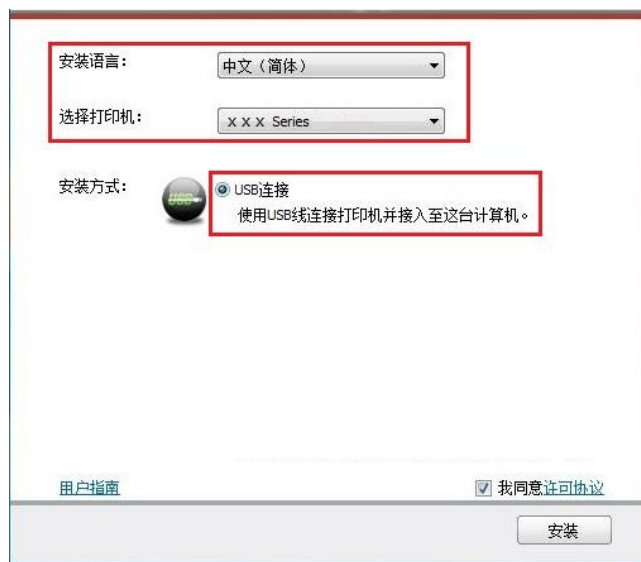 安装语言：
中文（简体）
选择打印机：
x x x Series
安装方式：
USB
USB连接
使用USB线连接打印机并接入至这台计算机。
用户指南
我同意许可协议
安装